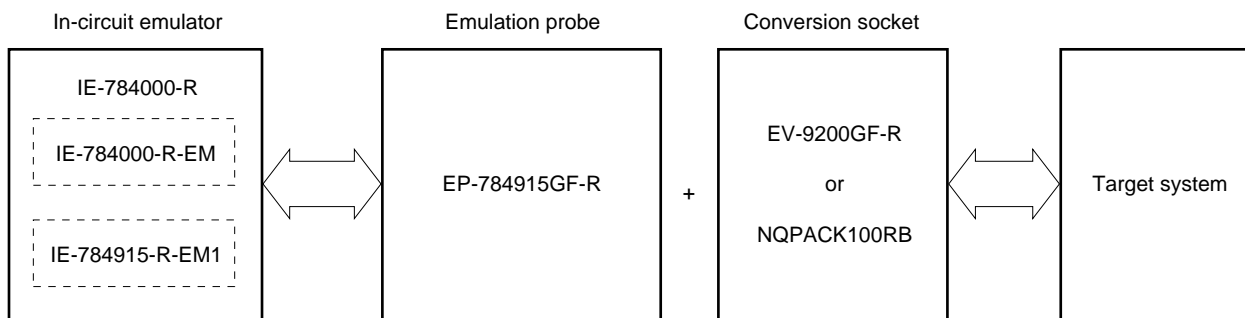 In-circuit emulator
Emulation probe
Conversion socket
IE-784000-R
IE-784000-R-EM
IE-784915-R-EM1
EP-784915GF-R
+
EV-9200GF-R
or
NQPACK100RB
Target system